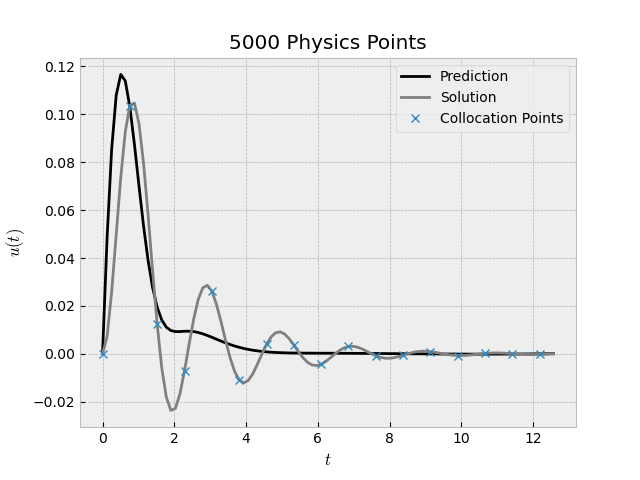 5000 Physics Points
Prediction
Solution
Collocation Points
0.12
0.10
0.08
0.06
0.04
0.02
0.00
−0.02
u(t)
0 2 4 6 8 10 12
t